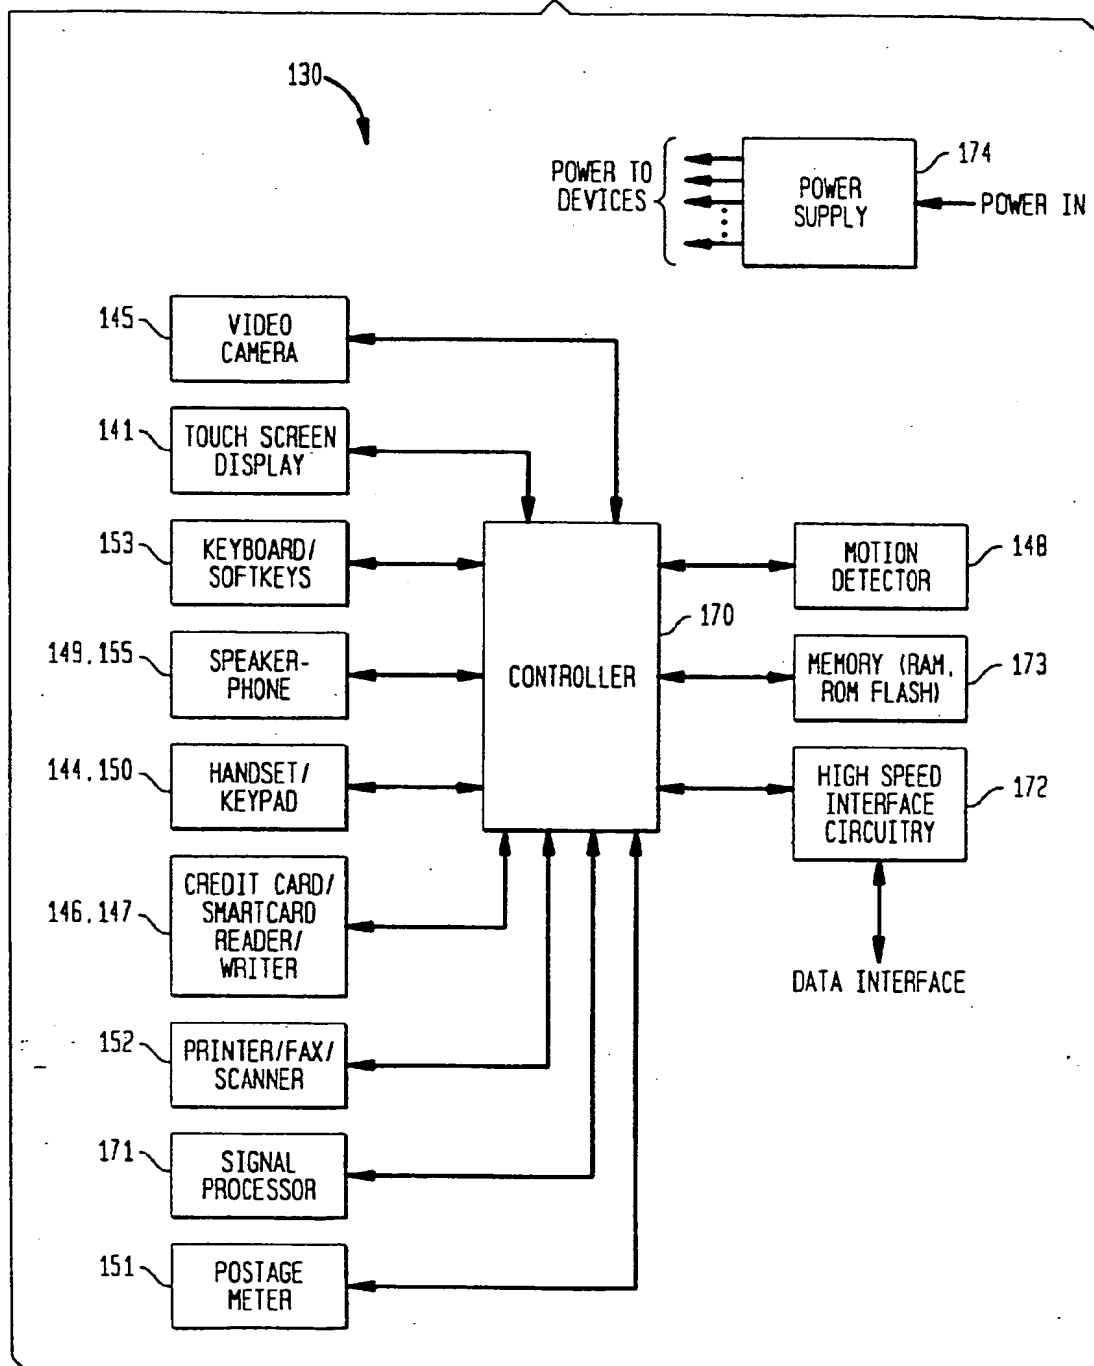 130
POWER TO
DEVICES
POWER
SUPPLY
174
POWER IN
145
VIDEO
CAMERA
141
TOUCH SCREEN
DISPLAY
153
KEYBOARD/
SOFTKEYS
149,155
SPEAKER-
PHONE
144,150
HANDSET/
KEYPAD
146,147
CREDIT CARD/
SMARTCARD
READER/
WRITER
152
PRINTER/FAX/
SCANNER
171
SIGNAL
PROCESSOR
151
POSTAGE
METER
CONTROLLER
170
MOTION
DETECTOR
148
MEMORY (RAM,
ROM FLASH)
173
HIGH SPEED
INTERFACE
CIRCUITRY
172
DATA INTERFACE